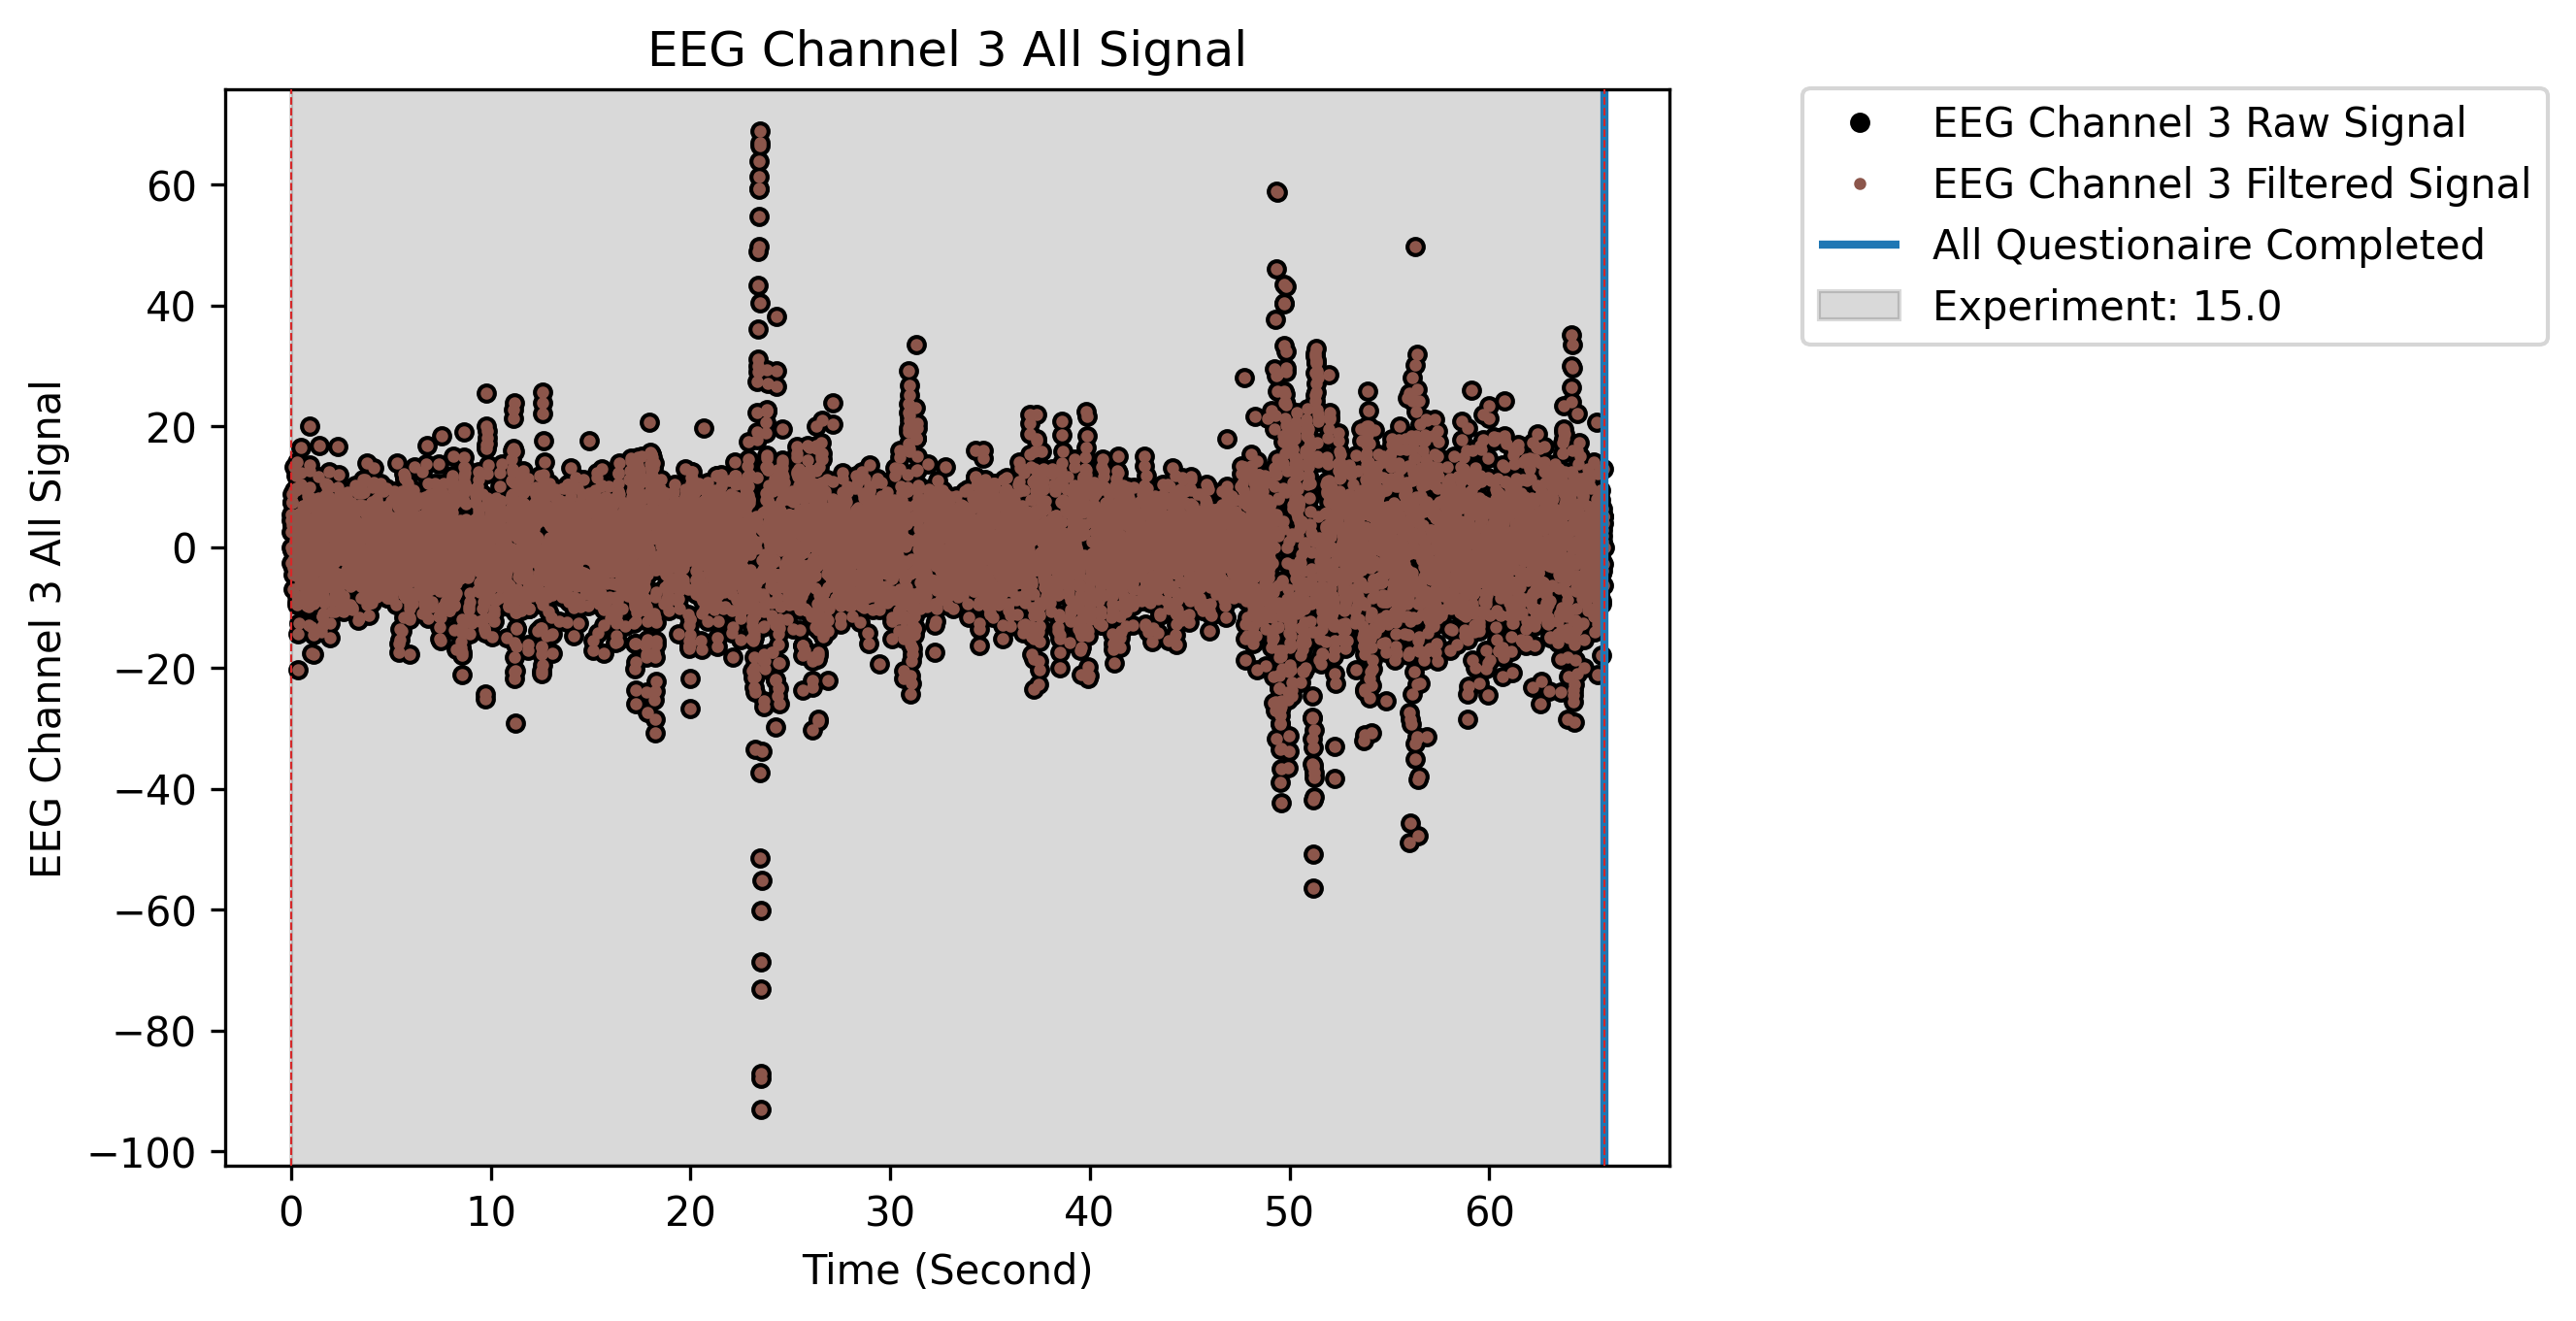 EEG Channel 3 All Signal
EEG Channel 3 Raw Signal
EEG Channel 3 Filtered Signal
All Questionaire Completed
Experiment: 15.0
EEG Channel 3 All Signal
60
40
20
0
−20
−40
−60
−80
−100
0 10 20 30 40 50 60
Time (Second)